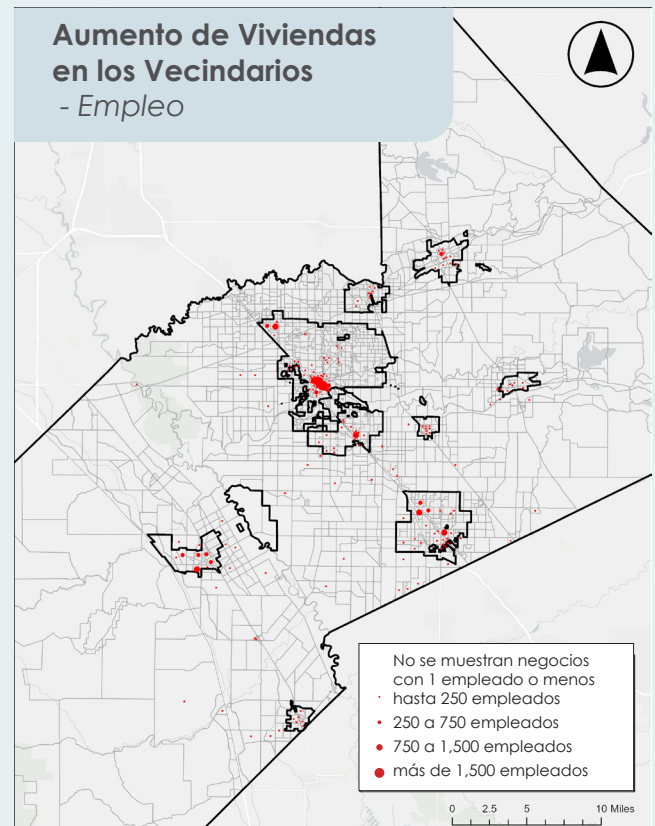 Aumento de Viviendas
en los Vecindarios
- Empleo
No se muestran negocios
con 1 empleado o menos
hasta 250 empleados
250 a 750 empleados
750 a 1,500 empleados
más de 1,500 empleados
0 2.5 5 10 Miles